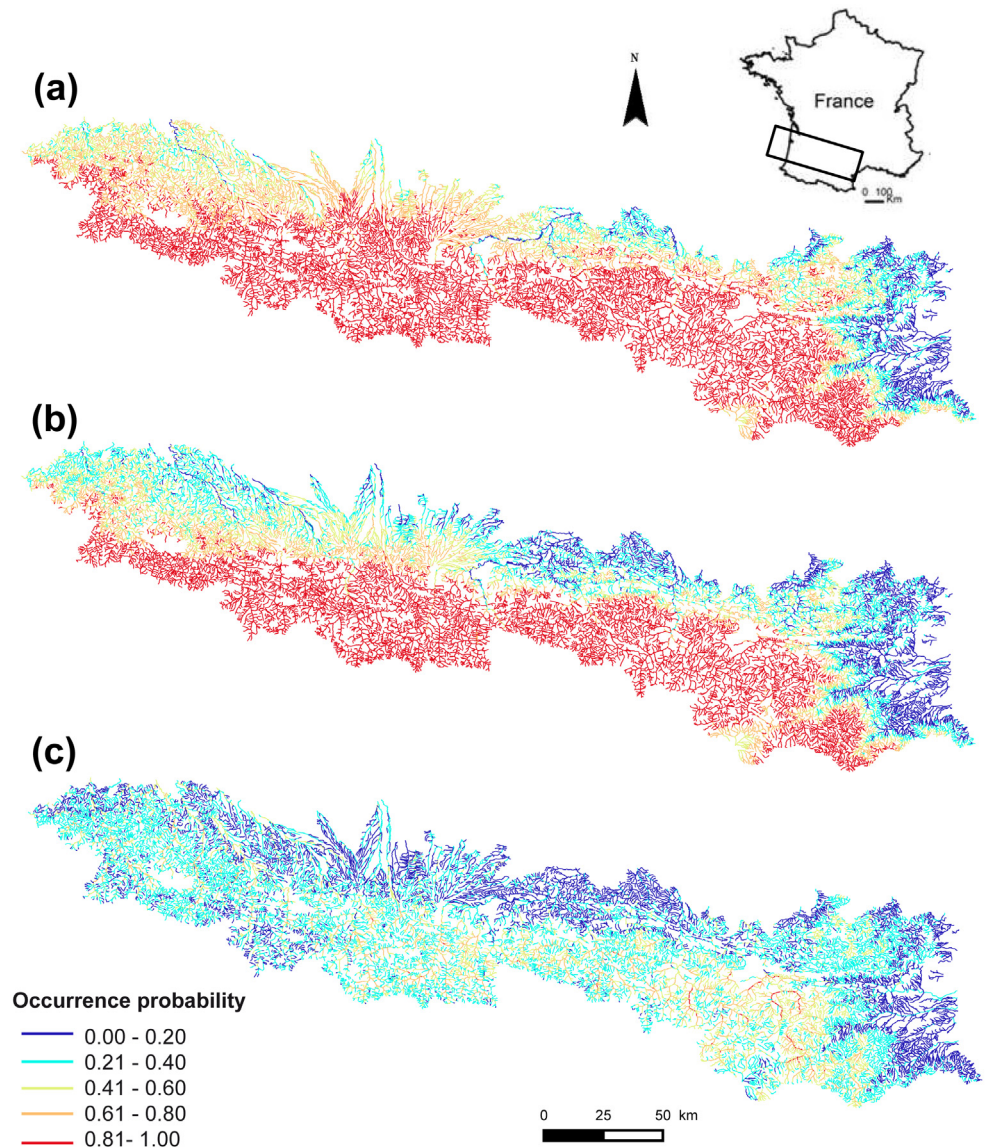 (a)
N
France
0 100
Km
(b)
(c)
Occurrence probability
0.00 - 0.20
0.21 - 0.40
0.41 - 0.60
0.61 - 0.80
0.81- 1.00
0 25 50 km